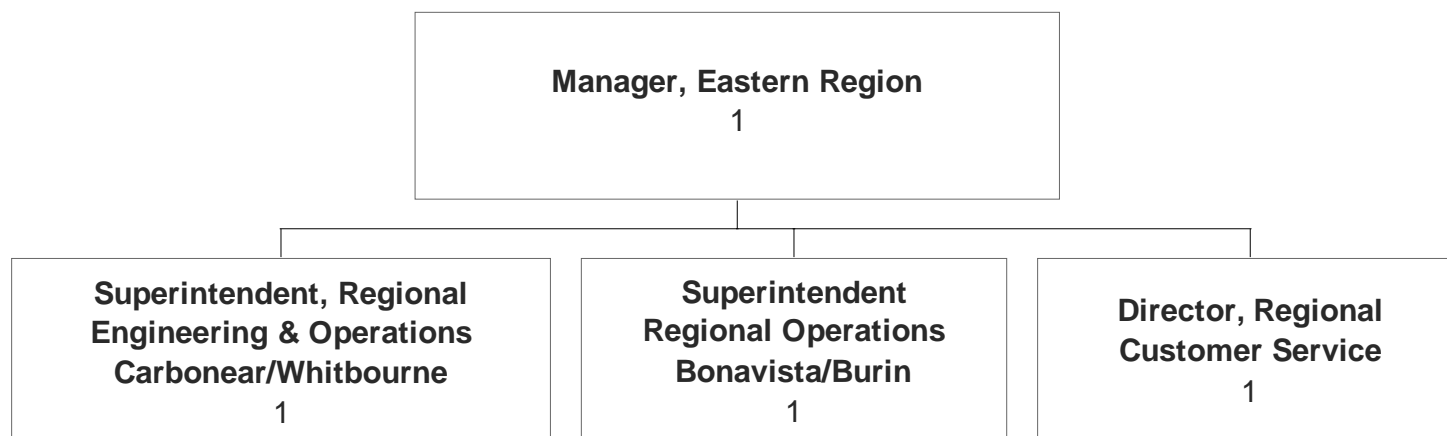 Manager, Eastern Region
1
Superintendent, Regional
Engineering & Operations
Carbonear/Whitbourne
1
Superintendent
Regional Operations
Bonavista/Burin
1
Director, Regional
Customer Service
1